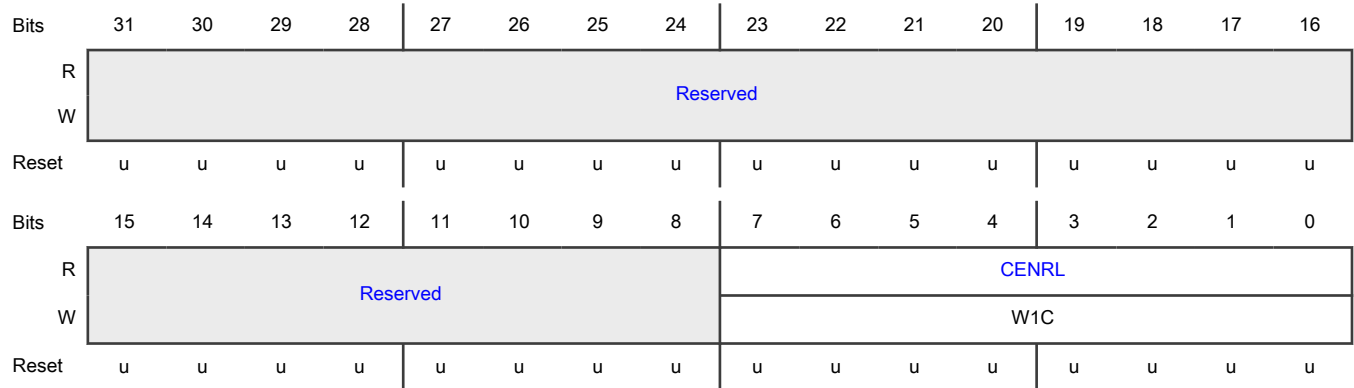 Bits 31 30 29 28 27 26 25 24 23 22 21 20 19 18 17 16
R
Reserved
W
Reset u u u u u u u u u u u u u u u u
Bits 15 14 13 12 11 10 9 8 7 6 5 4 3 2 1 0
R CENRL
Reserved
W W1C
Reset u u u u u u u u u u u u u u u u